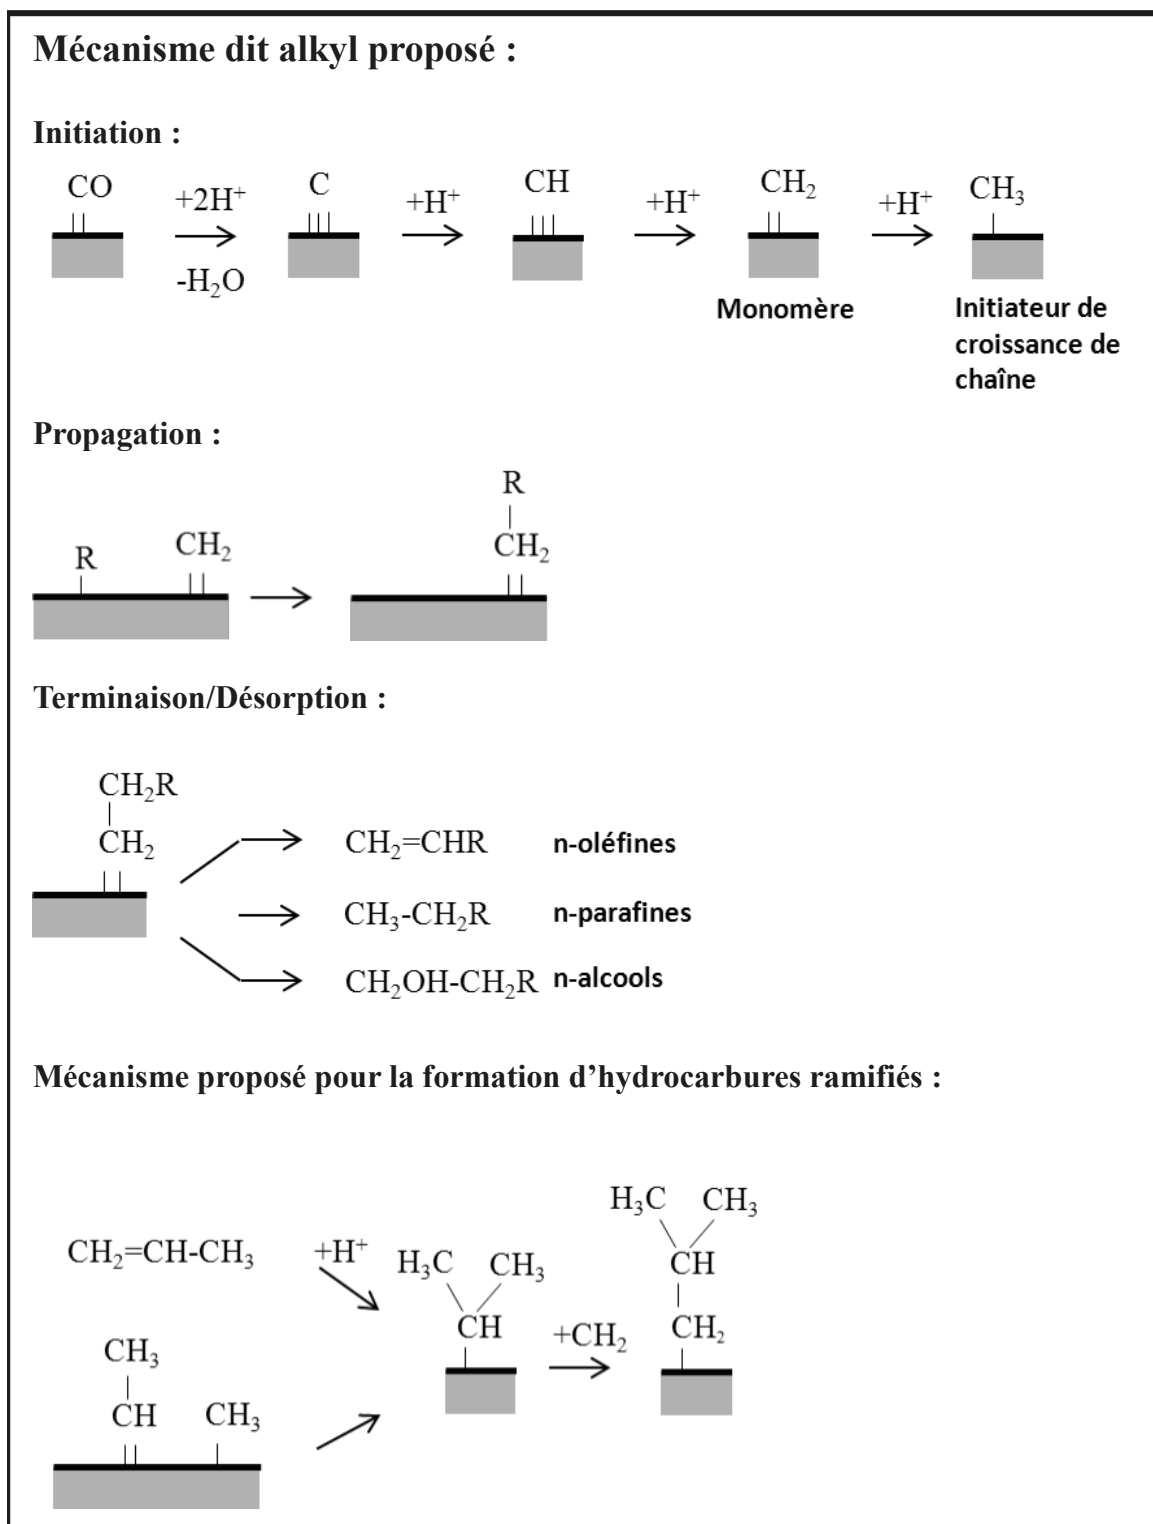 Mécanisme dit alkyl proposé :
Initiation :
CO +2H⁺ -H₂O C +H⁺ CH +H⁺ CH₂ +H⁺ CH₃
Monomère
Initiateur de
croissance de
chaîne
Propagation :
R CH₂
R
CH₂
Terminaison/Désorption :
CH₂R
CH₂
CH₂=CHR n-oléfines
CH₃-CH₂R n-parafines
CH₂OH-CH₂R n-alcools
Mécanisme proposé pour la formation d’hydrocarbures ramifiés :
CH₂=CH-CH₃ +H⁺
CH₃
CH CH₃
H₃C CH₃
CH
+CH₂
H₃C CH₃
CH
CH₂